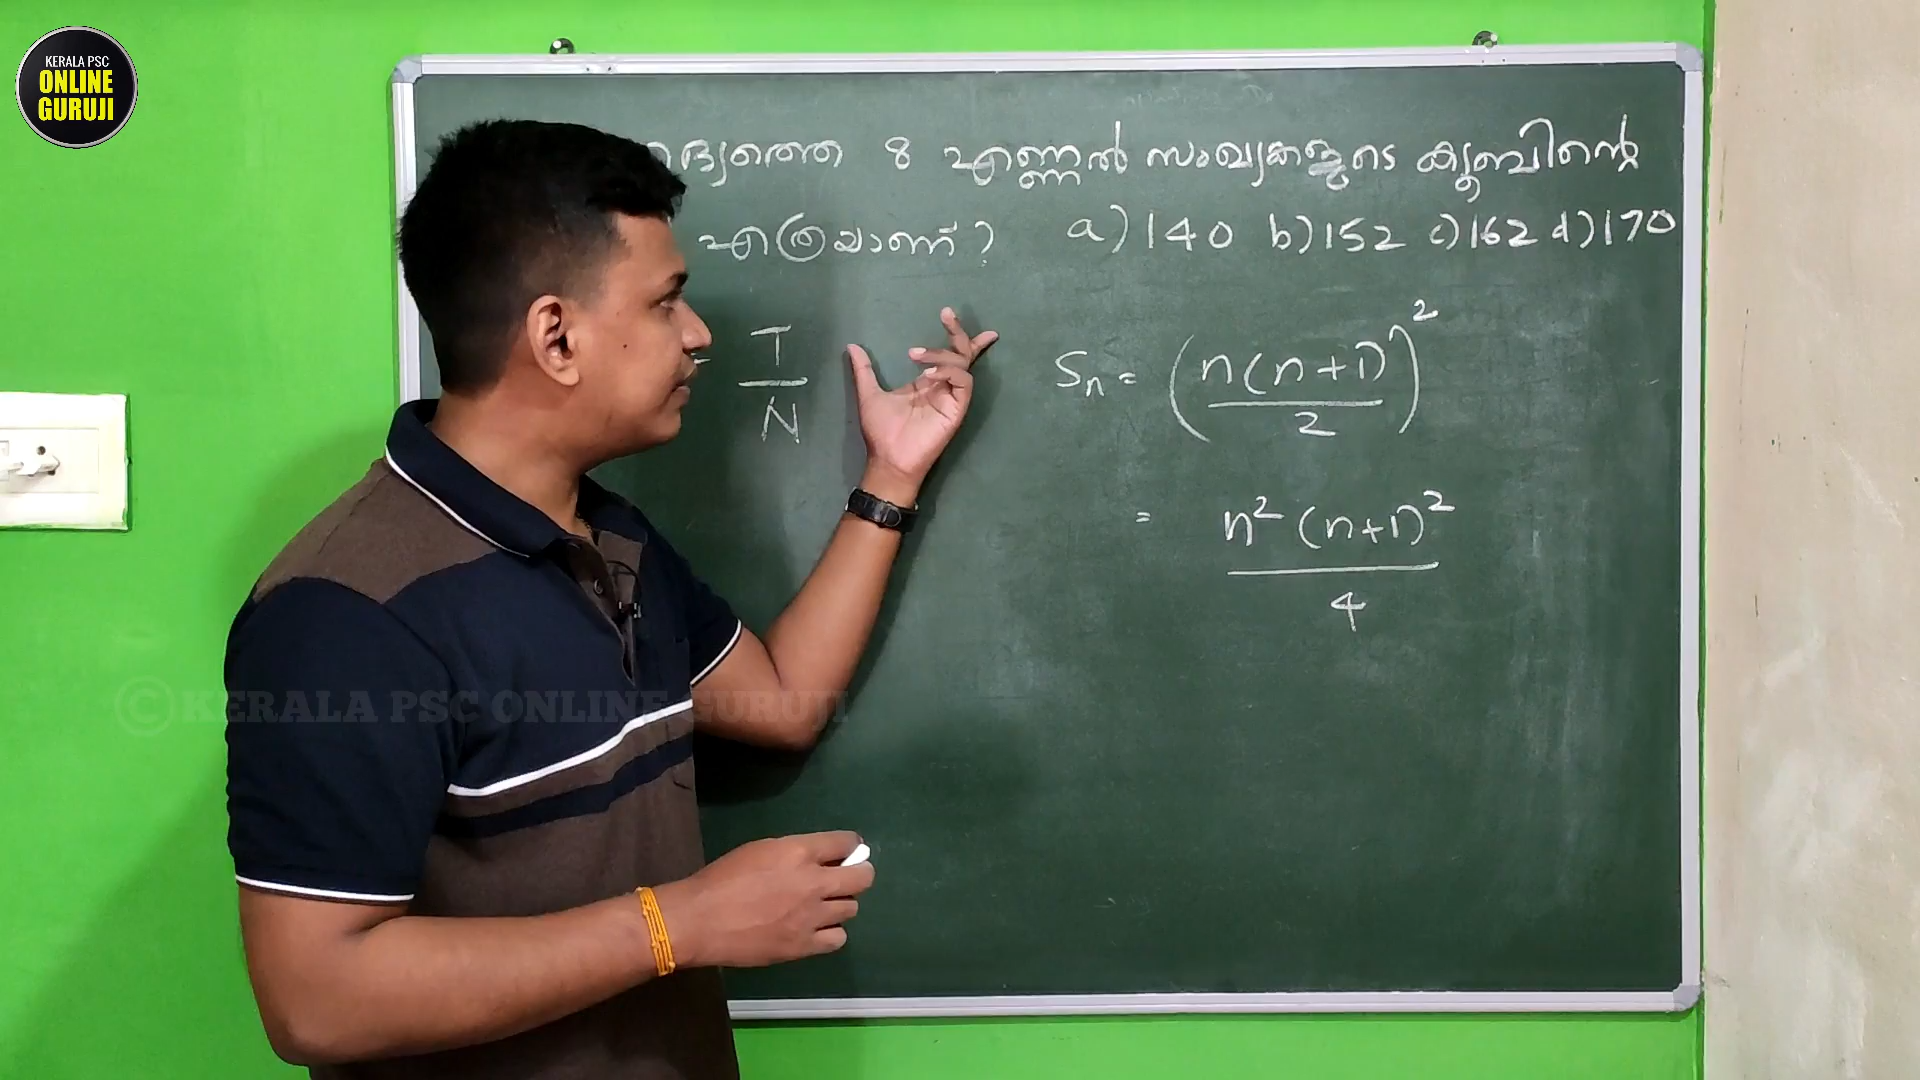 KERALA PSC
ONLINE
GURUJI
ആദ്യത്തെ 8 എണ്ണൽ സംഖ്യകളുടെ ക്യൂബിന്റെ
എത്രയാണ്? a) 140 b) 152 c) 162 d) 170
= T / N
Sn = (n(n+1) / 2)²
= n² (n+1)² / 4
© KERALA PSC ONLINE GURUJI